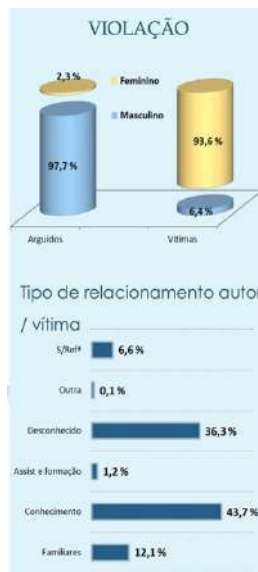 VIOLAÇÃO
2,3 %
Feminino
Masculino
97,7 %
93,6 %
6,4 %
Arguidos
Vítimas
Tipo de relacionamento autor
/ vítima
S/Refª
6,6 %
Outra
0,1 %
Desconhecido
36,3 %
Assist e formação
1,2 %
Conhecimento
43,7 %
Familiares
12,1 %